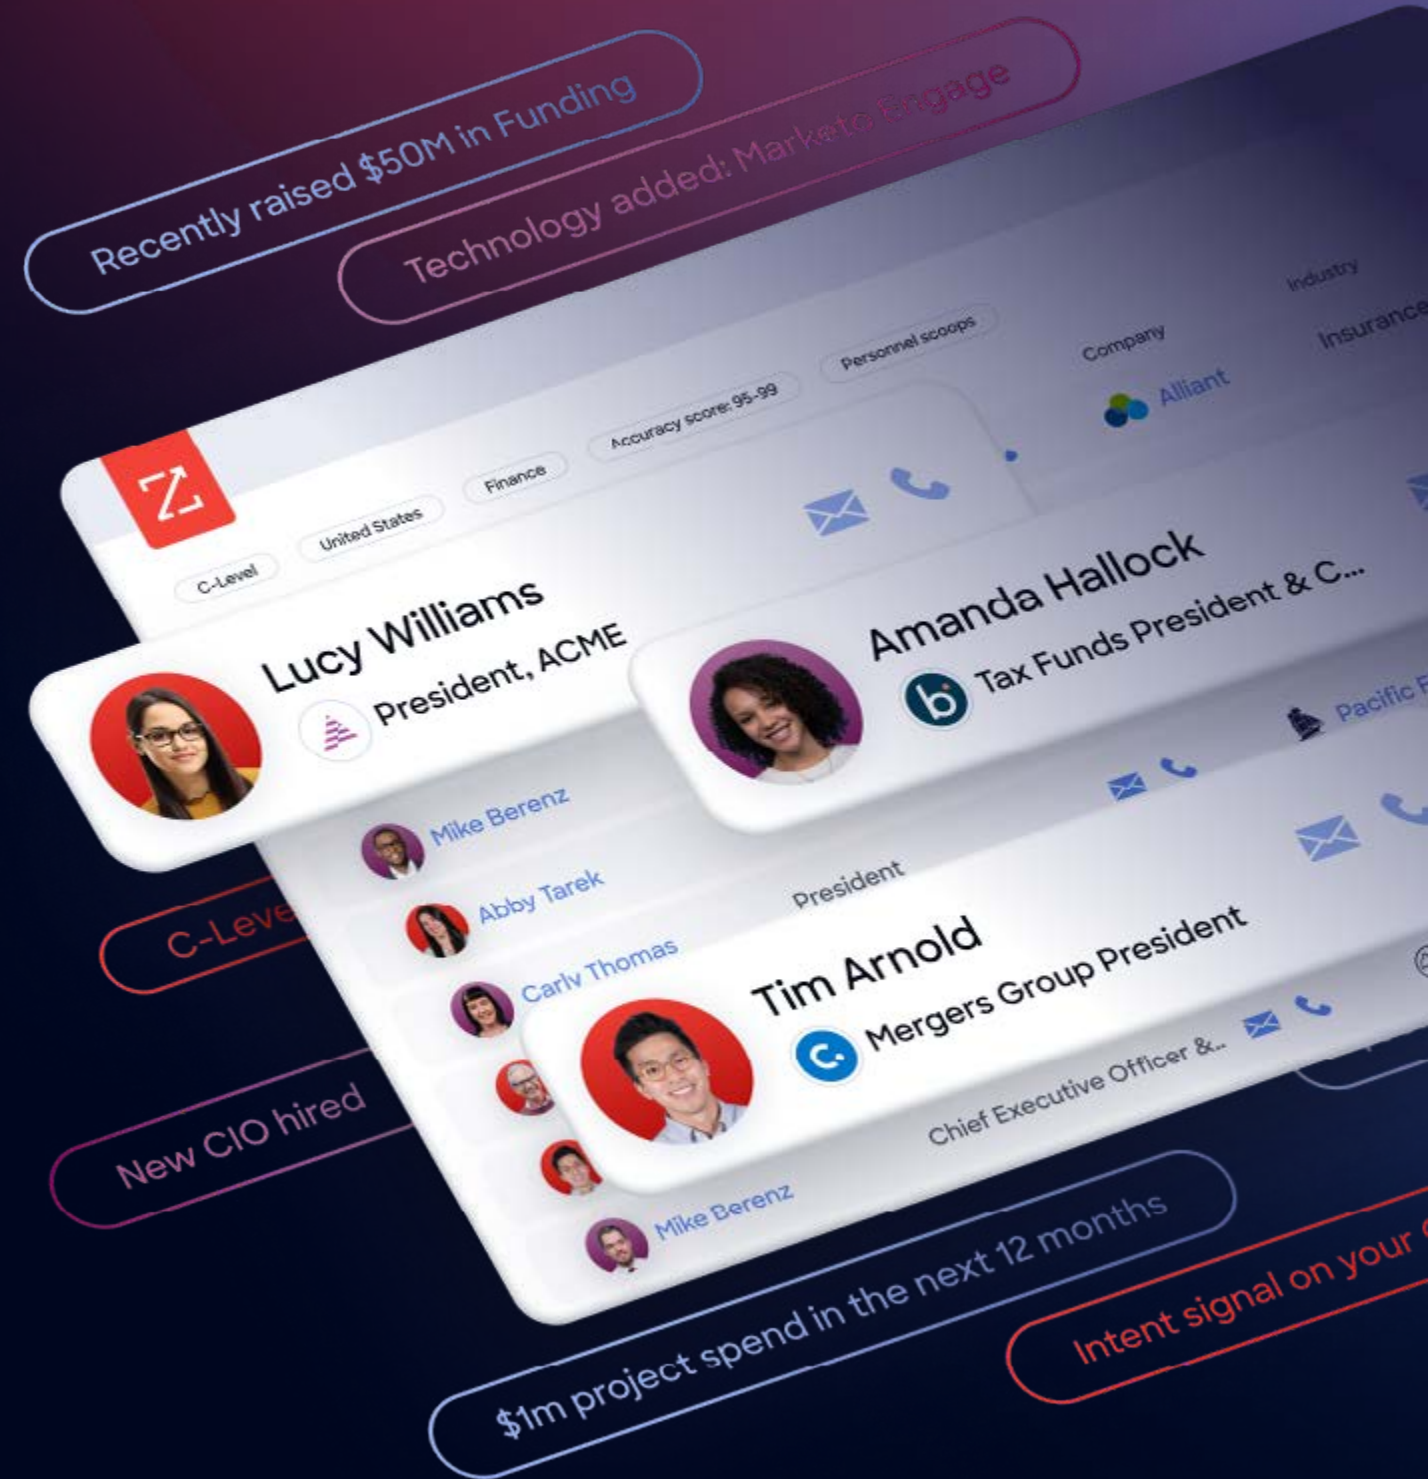 Recently raised $50M in Funding
Technology added: Marketo Engage
C-Level
United States
Finance
Accuracy score: 95-99
Personnel scoops
Company
Industry
Alliant
Insurance
Lucy Williams
President, ACME
Amanda Hallock
Tax Funds President & C...
Pacific
Mike Berenz
Abby Tarek
Carly Thomas
President
Tim Arnold
Mergers Group President
Chief Executive Officer &..
Mike Berenz
C-Leve
New CIO hired
$1m project spend in the next 12 months
Intent signal on your